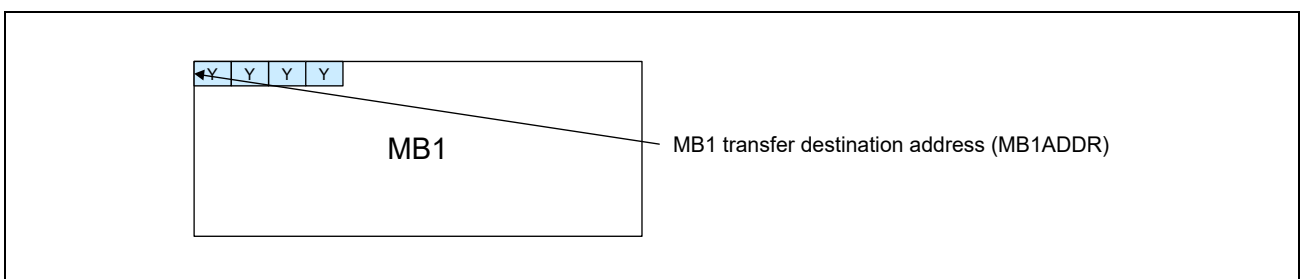 Y Y Y Y
MB1
MB1 transfer destination address (MB1ADDR)